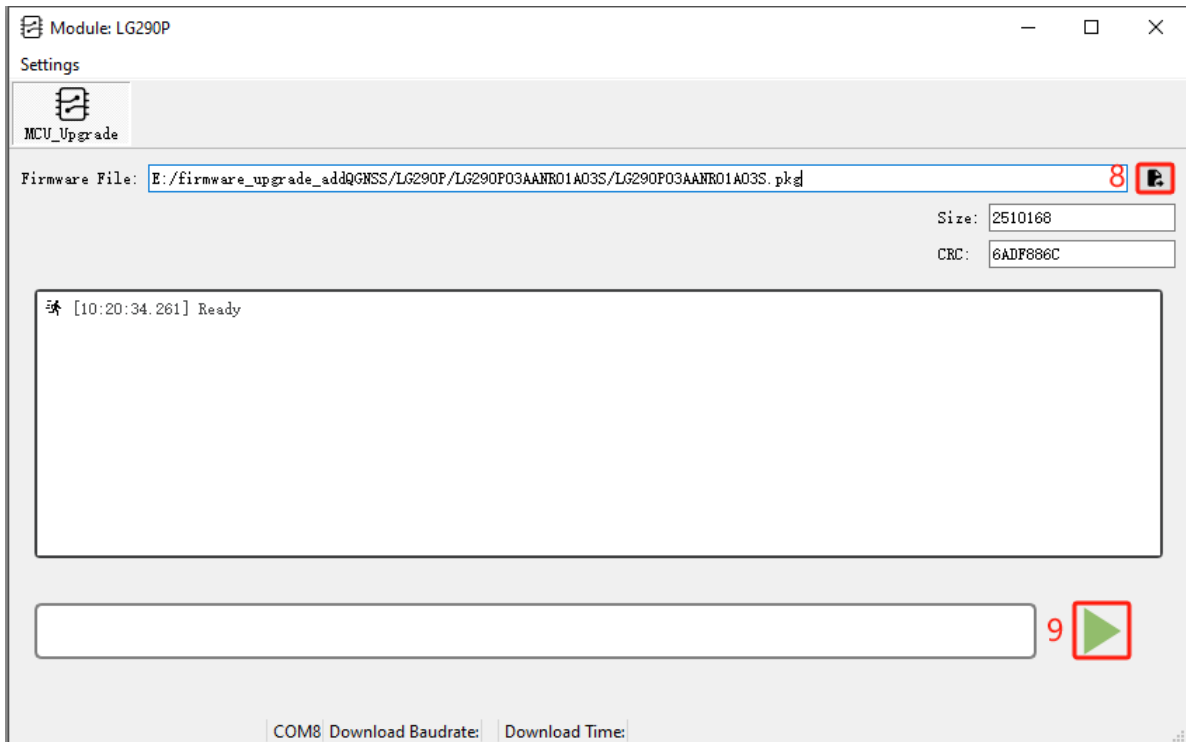 Module: LG290P
Settings
MCU_Upgrade
Firmware File: E:/firmware_upgrade_addQGNSS/LG290P/LG290P03AANR01A03S/LG290P03AANR01A03S.pkg 8
Size: 2510168
CRC: 6ADF886C
[10:20:34.261] Ready
9
COM8 Download Baudrate: Download Time: